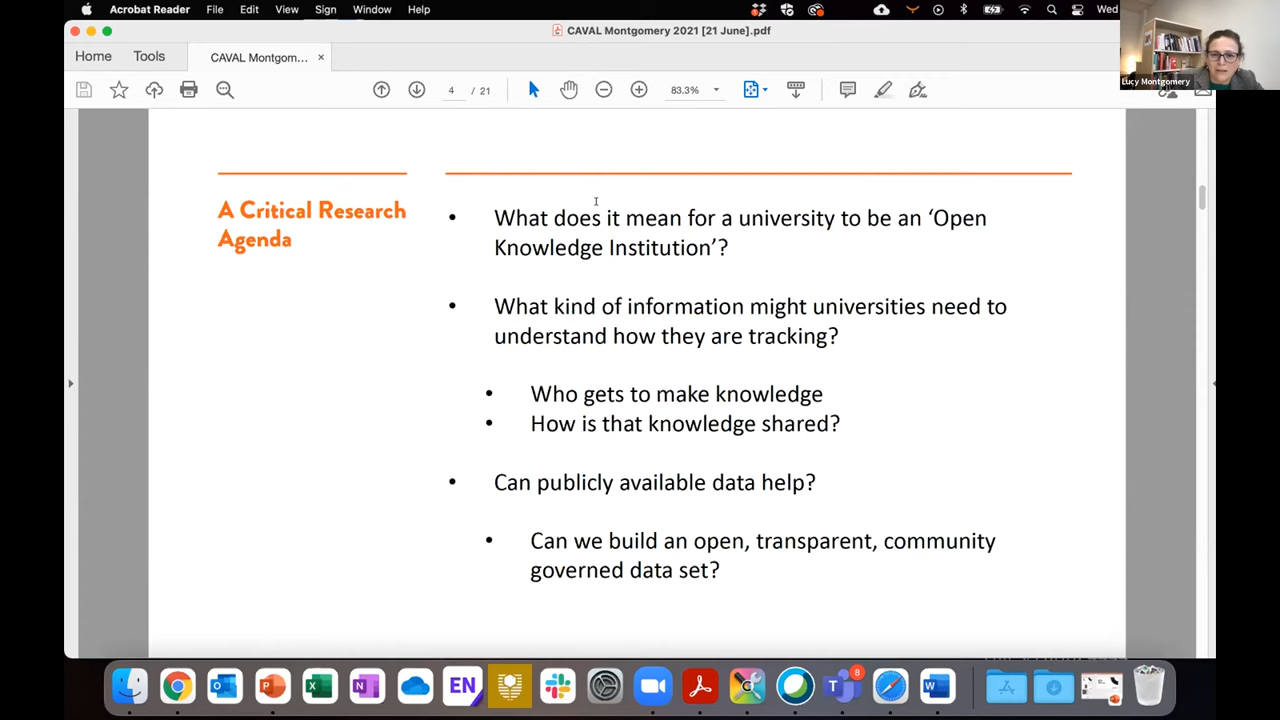 Acrobat Reader File Edit View Sign Window Help Wed
CAVAL Montgomery 2021 [21 June].pdf
Home Tools CAVAL Montgom... ×
4 / 21 83.3%
Lucy Montgomery
A Critical Research
Agenda
• What does it mean for a university to be an ‘Open
Knowledge Institution’?
• What kind of information might universities need to
understand how they are tracking?
• Who gets to make knowledge
• How is that knowledge shared?
• Can publicly available data help?
• Can we build an open, transparent, community
governed data set?
EN
8